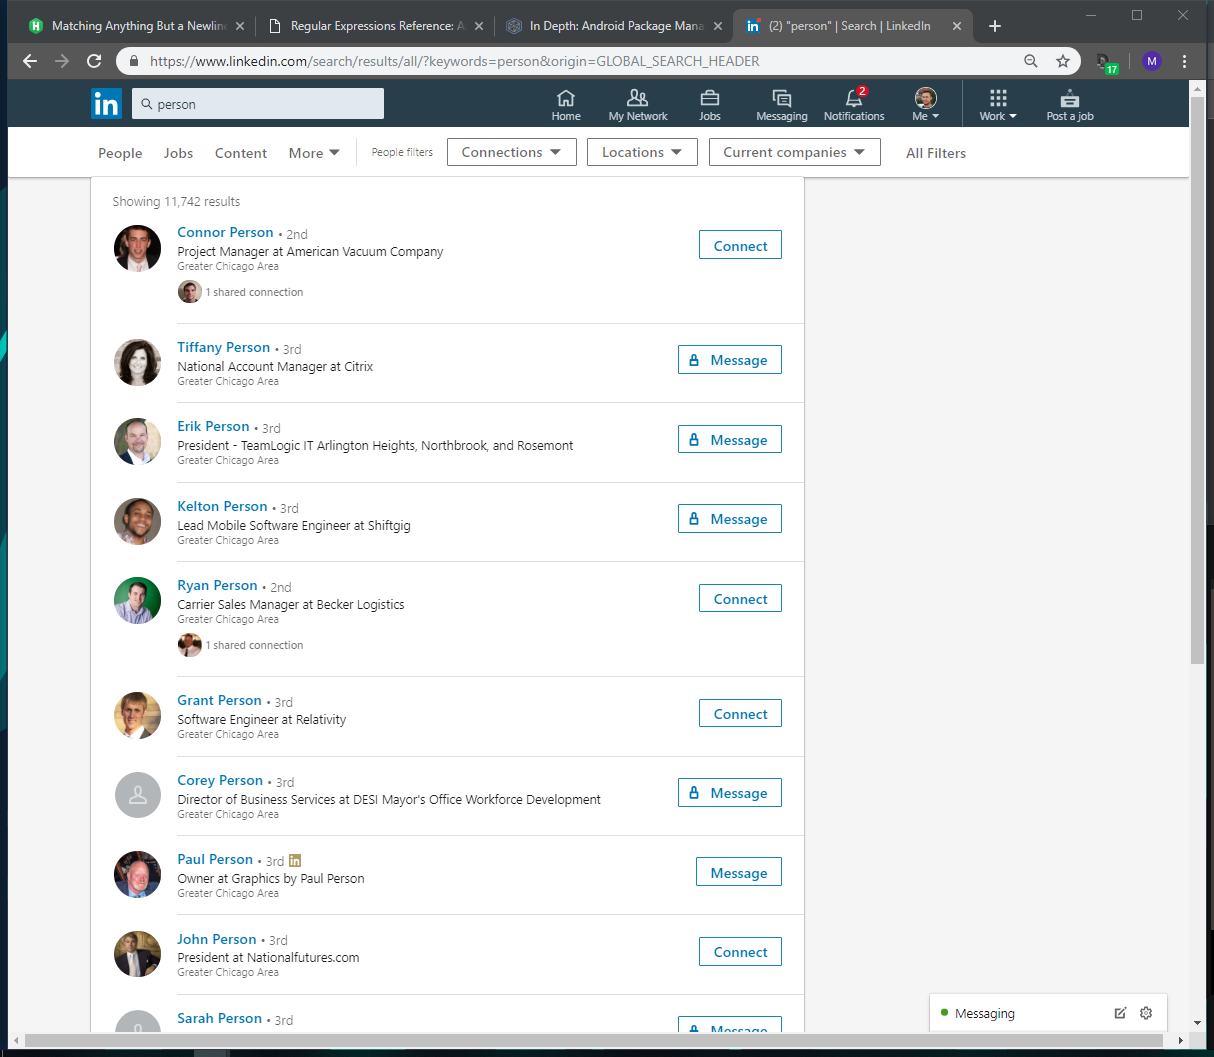 Matching Anything But a Newline
Regular Expressions Reference: A
In Depth: Android Package Mana
(2) "person" | Search | LinkedIn
https://www.linkedin.com/search/results/all/?keywords=person&origin=GLOBAL_SEARCH_HEADER
17
M
in
person
2
Home
My Network
Jobs
Messaging
Notifications
Me
Work
Post a job
People
Jobs
Content
More
People filters
Connections
Locations
Current companies
All Filters
Showing 11,742 results
Connor Person • 2nd
Project Manager at American Vacuum Company
Greater Chicago Area
1 shared connection
Connect
Tiffany Person • 3rd
National Account Manager at Citrix
Greater Chicago Area
Message
Erik Person • 3rd
President - TeamLogic IT Arlington Heights, Northbrook, and Rosemont
Greater Chicago Area
Message
Kelton Person • 3rd
Lead Mobile Software Engineer at Shiftgig
Greater Chicago Area
Message
Ryan Person • 2nd
Carrier Sales Manager at Becker Logistics
Greater Chicago Area
1 shared connection
Connect
Grant Person • 3rd
Software Engineer at Relativity
Greater Chicago Area
Connect
Corey Person • 3rd
Director of Business Services at DESI Mayor's Office Workforce Development
Greater Chicago Area
Message
Paul Person • 3rd in
Owner at Graphics by Paul Person
Greater Chicago Area
Message
John Person • 3rd
President at Nationalfutures.com
Greater Chicago Area
Connect
Sarah Person • 3rd
Message
Messaging